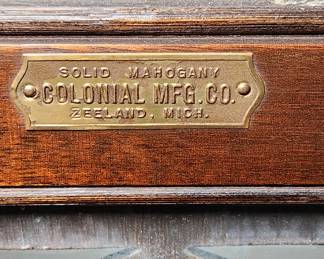 SOLID MAHOGANY
COLONIAL MFG. CO.
ZEELAND, MICH.